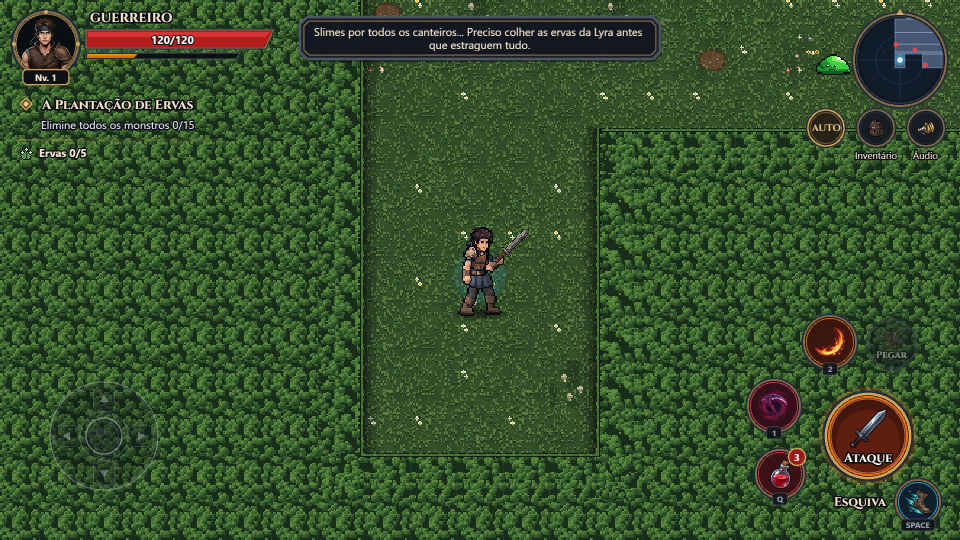 GUERREIRO
120/120
Nv. 1
A PLANTAÇÃO DE ERVAS
Elimine todos os monstros 0/15
Ervas 0/5
Slimes por todos os canteiros... Preciso colher as ervas da Lyra antes
que estraguem tudo.
AUTO
Inventário
Áudio
2
PEGAR
1
ATAQUE
3
Q
ESQUIVA
SPACE